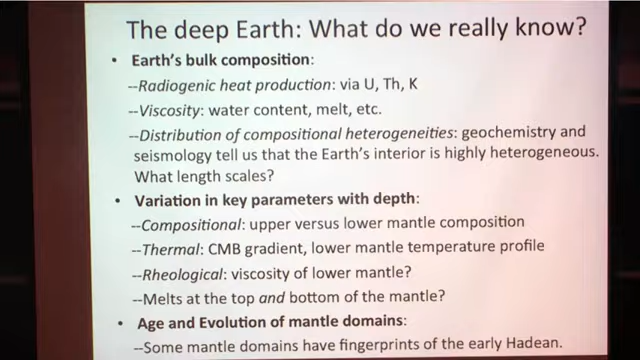 The deep Earth: What do we really know?
• Earth's bulk composition:
--Radiogenic heat production: via U, Th, K
--Viscosity: water content, melt, etc.
--Distribution of compositional heterogeneities: geochemistry and
seismology tell us that the Earth's interior is highly heterogeneous.
What length scales?
• Variation in key parameters with depth:
--Compositional: upper versus lower mantle composition
--Thermal: CMB gradient, lower mantle temperature profile
--Rheological: viscosity of lower mantle?
--Melts at the top and bottom of the mantle?
• Age and Evolution of mantle domains:
--Some mantle domains have fingerprints of the early Hadean.